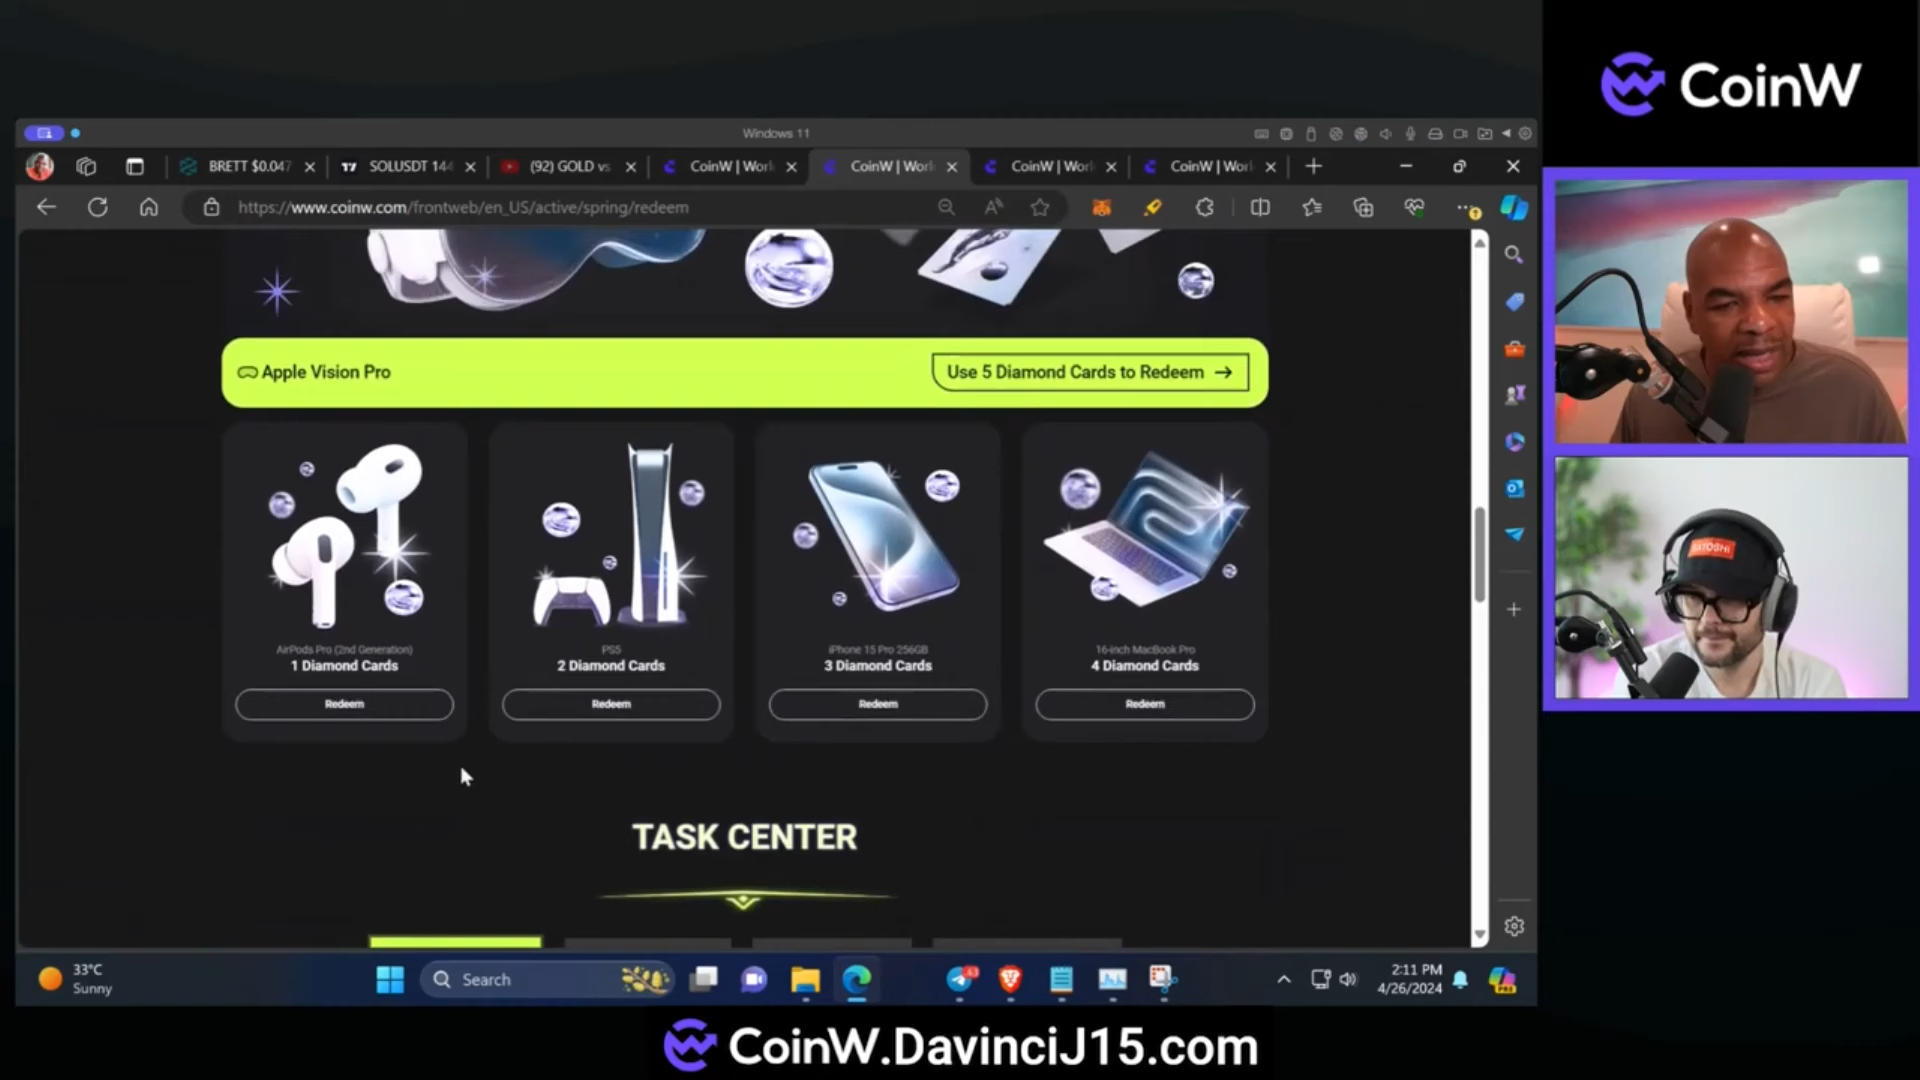 CoinW
Windows 11
BRETT $0.047
SOLUSDT 144
(92) GOLD vs
CoinW | Worl
CoinW | Worl
CoinW | Worl
CoinW | Worl
https://www.coinw.com/frontweb/en_US/active/spring/redeem
Apple Vision Pro
Use 5 Diamond Cards to Redeem →
AirPods Pro (2nd Generation)
1 Diamond Cards
Redeem
PS5
2 Diamond Cards
Redeem
iPhone 15 Pro 256GB
3 Diamond Cards
Redeem
16-inch MacBook Pro
4 Diamond Cards
Redeem
SATOSHI
TASK CENTER
33°C
Sunny
Search
2:11 PM
4/26/2024
CoinW.DavinciJ15.com